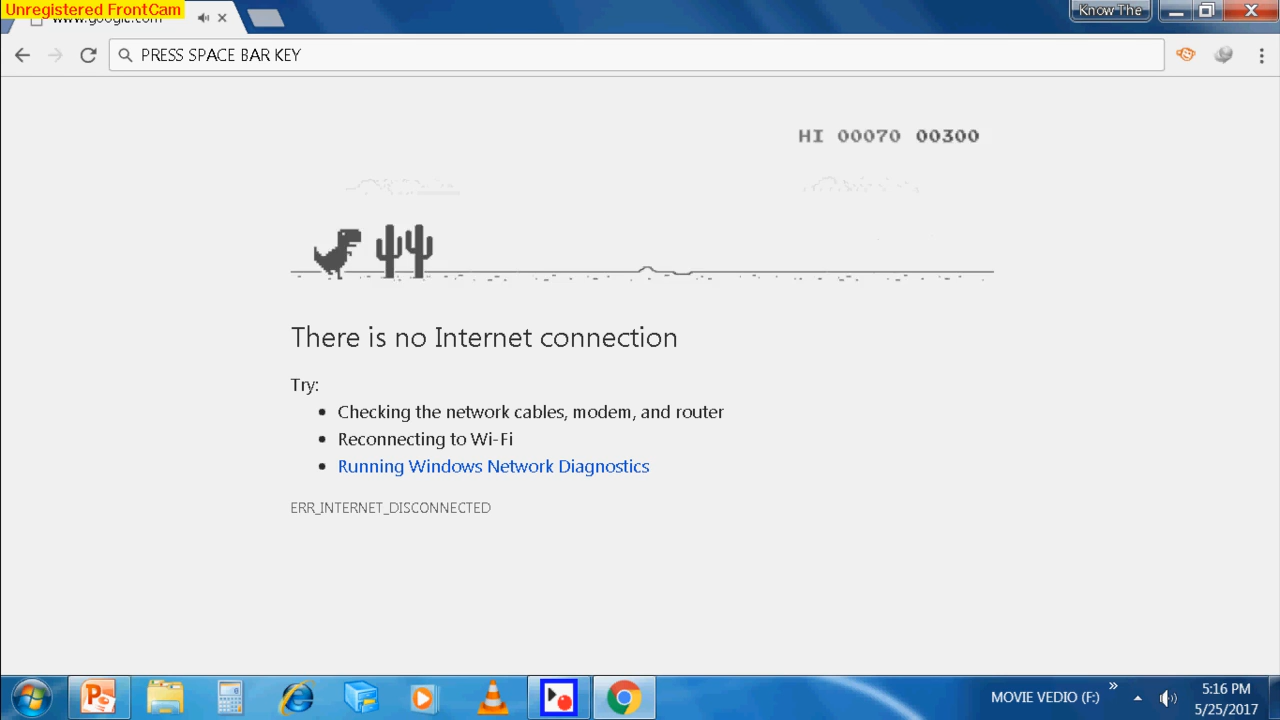 Unregistered FrontCam
www.google.com
Know The
PRESS SPACE BAR KEY
HI 00070 00300
There is no Internet connection
Try:
Checking the network cables, modem, and router
Reconnecting to Wi-Fi
Running Windows Network Diagnostics
ERR_INTERNET_DISCONNECTED
MOVIE VEDIO (F:)
5:16 PM
5/25/2017